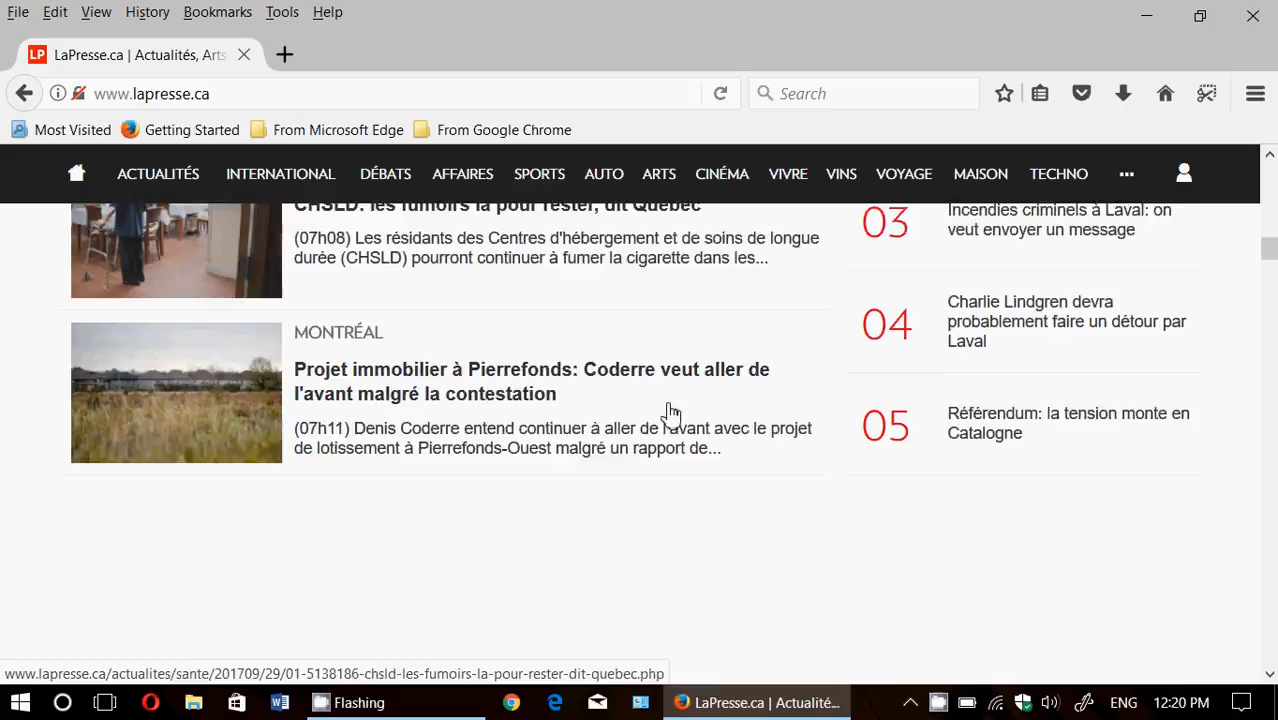 File Edit View History Bookmarks Tools Help
LP LaPresse.ca | Actualités, Arts
www.lapresse.ca
Search
Most Visited Getting Started From Microsoft Edge From Google Chrome
ACTUALITÉS INTERNATIONAL DÉBATS AFFAIRES SPORTS AUTO ARTS CINÉMA VIVRE VINS VOYAGE MAISON TECHNO ...
CHSLD: les fumoirs là pour rester, dit Québec
(07h08) Les résidants des Centres d'hébergement et de soins de longue
durée (CHSLD) pourront continuer à fumer la cigarette dans les...
MONTRÉAL
Projet immobilier à Pierrefonds: Coderre veut aller de
l'avant malgré la contestation
(07h11) Denis Coderre entend continuer à aller de l'avant avec le projet
de lotissement à Pierrefonds-Ouest malgré un rapport de...
03
Incendies criminels à Laval: on
veut envoyer un message
04
Charlie Lindgren devra
probablement faire un détour par
Laval
05
Référendum: la tension monte en
Catalogne
www.lapresse.ca/actualites/sante/201709/29/01-5138186-chsld-les-fumoirs-la-pour-rester-dit-quebec.php
Flashing
LaPresse.ca | Actualité...
ENG
12:20 PM